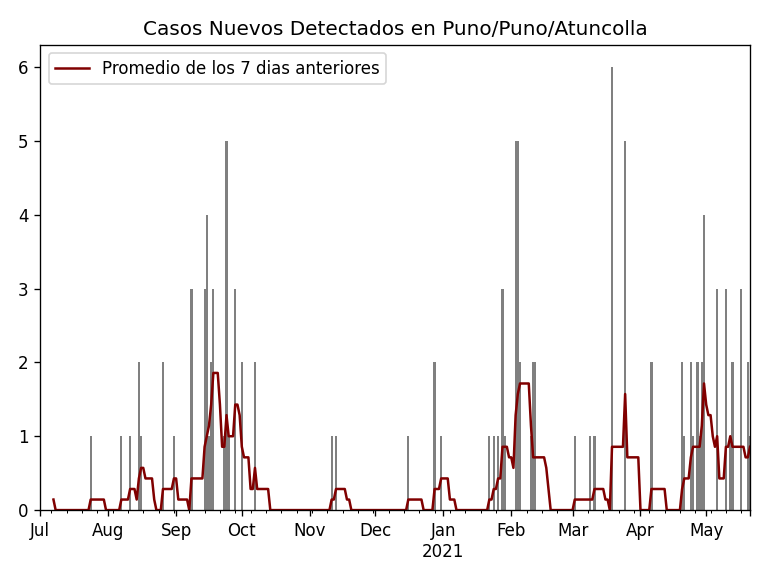 Casos Nuevos Detectados en Puno/Puno/Atuncolla
Promedio de los 7 dias anteriores
6
5
4
3
2
1
0
Jul Aug Sep Oct Nov Dec Jan Feb Mar Apr May
2021